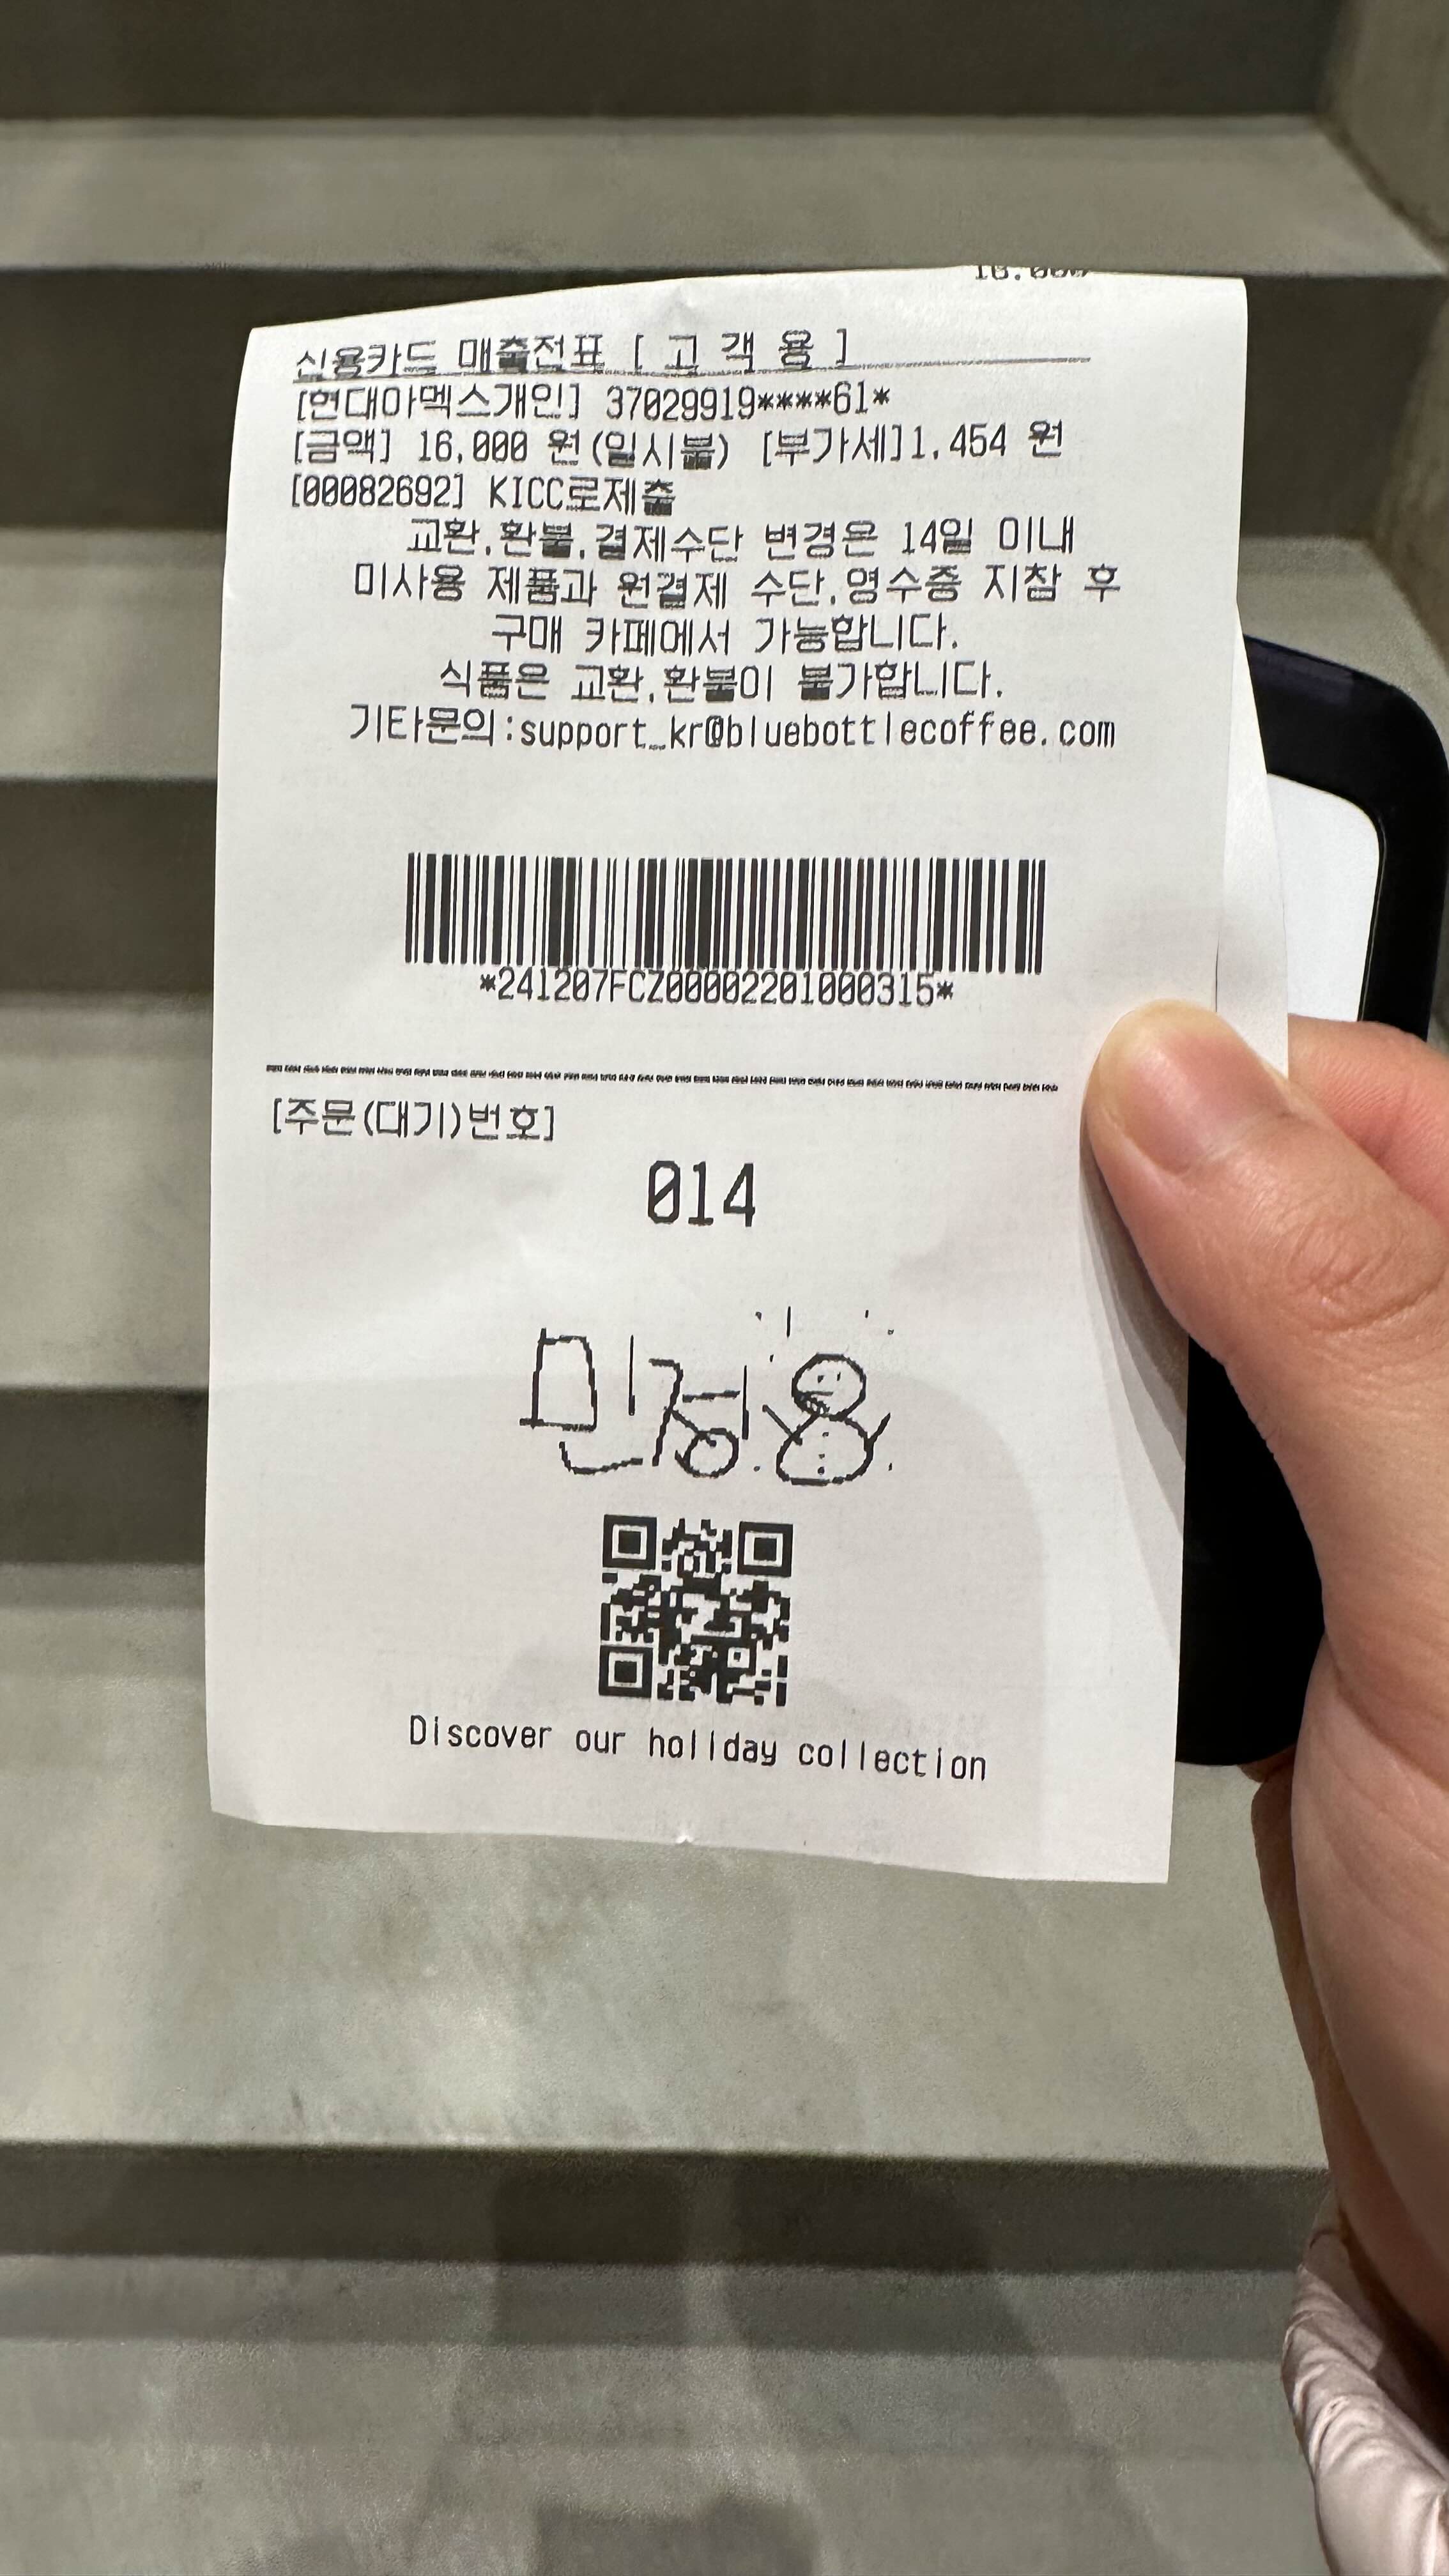 신용카드 매출전표 [ 고 객 용 ]
[현대아멕스개인] 37029919****61*
[금액] 16,000 원(일시불) [부가세]1,454 원
[00082692] KICC로제출
교환,환불,결제수단 변경은 14일 이내
미사용 제품과 원결제 수단,영수증 지참 후
구매 카페에서 가능합니다.
식품은 교환,환불이 불가합니다.
기타문의:support_kr@bluebottlecoffee.com
*241207FCZ00002201000315*
[주문(대기)번호]
014
Discover our holiday collection